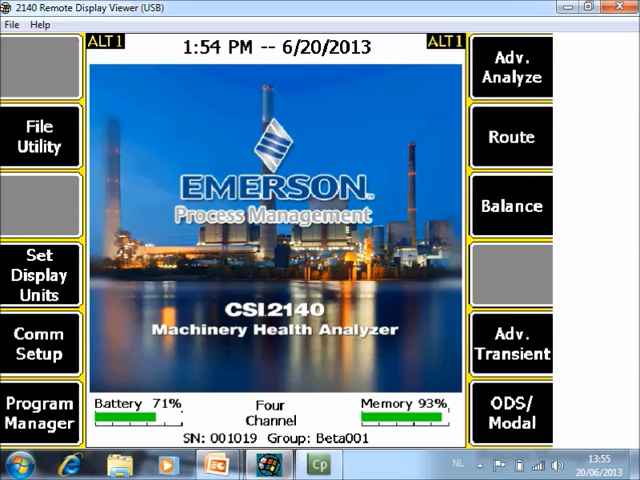 2140 Remote Display Viewer (USB)
File Help
ALT1
1:54 PM -- 6/20/2013
ALT1
File
Utility
Set
Display
Units
Comm
Setup
Program
Manager
EMERSON
Process Management
CSI 2140
Machinery Health Analyzer
Battery 71%
Four
Channel
Memory 93%
SN: 001019 Group: Beta001
Adv.
Analyze
Route
Balance
Adv.
Transient
ODS/
Modal
Cp
NL
13:55
20/06/2013